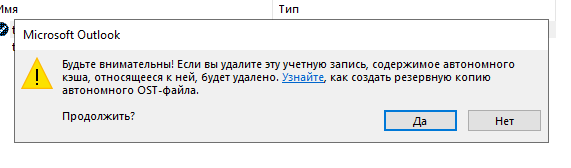 Имя Тип
Microsoft Outlook
Будьте внимательны! Если вы удалите эту учетную запись, содержимое автономного
кэша, относящееся к ней, будет удалено. Узнайте, как создать резервную копию
автономного OST-файла.
Продолжить?
Да Нет